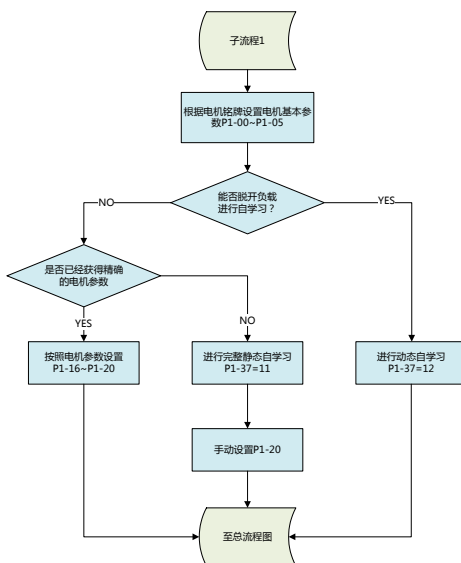 子流程1
根据电机铭牌设置电机基本参
数P1-00~P1-05
能否脱开负载
进行自学习？
NO
YES
是否已经获得精确
的电机参数
YES
NO
按照电机参数设置
P1-16~P1-20
进行完整静态自学习
P1-37=11
进行动态自学习
P1-37=12
手动设置P1-20
至总流程图